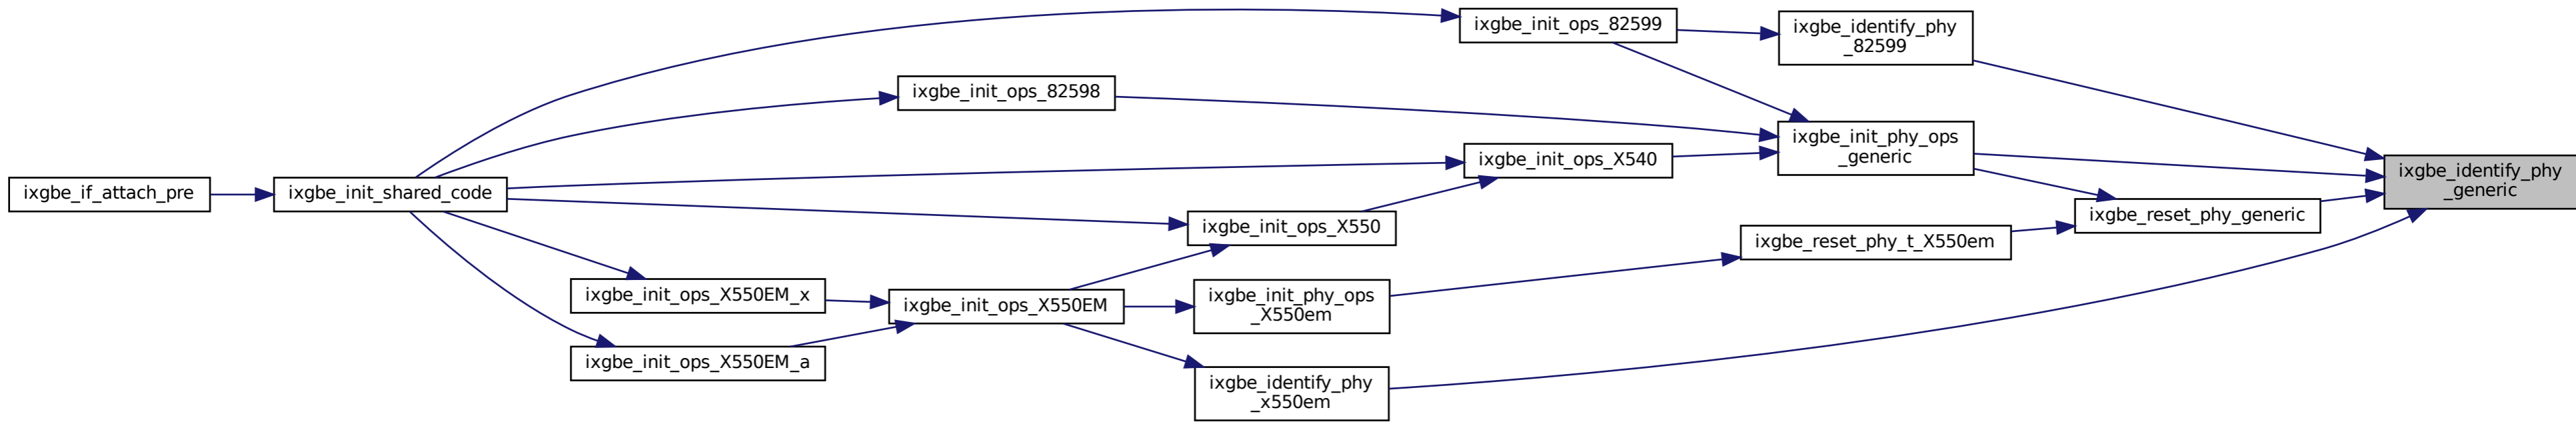 ixgbe_init_ops_82599
ixgbe_identify_phy
_82599
ixgbe_init_ops_82598
ixgbe_init_phy_ops
_generic
ixgbe_init_ops_X540
ixgbe_identify_phy
_generic
ixgbe_if_attach_pre
ixgbe_init_shared_code
ixgbe_reset_phy_generic
ixgbe_init_ops_X550
ixgbe_reset_phy_t_X550em
ixgbe_init_ops_X550EM_x
ixgbe_init_ops_X550EM
ixgbe_init_phy_ops
_X550em
ixgbe_init_ops_X550EM_a
ixgbe_identify_phy
_x550em